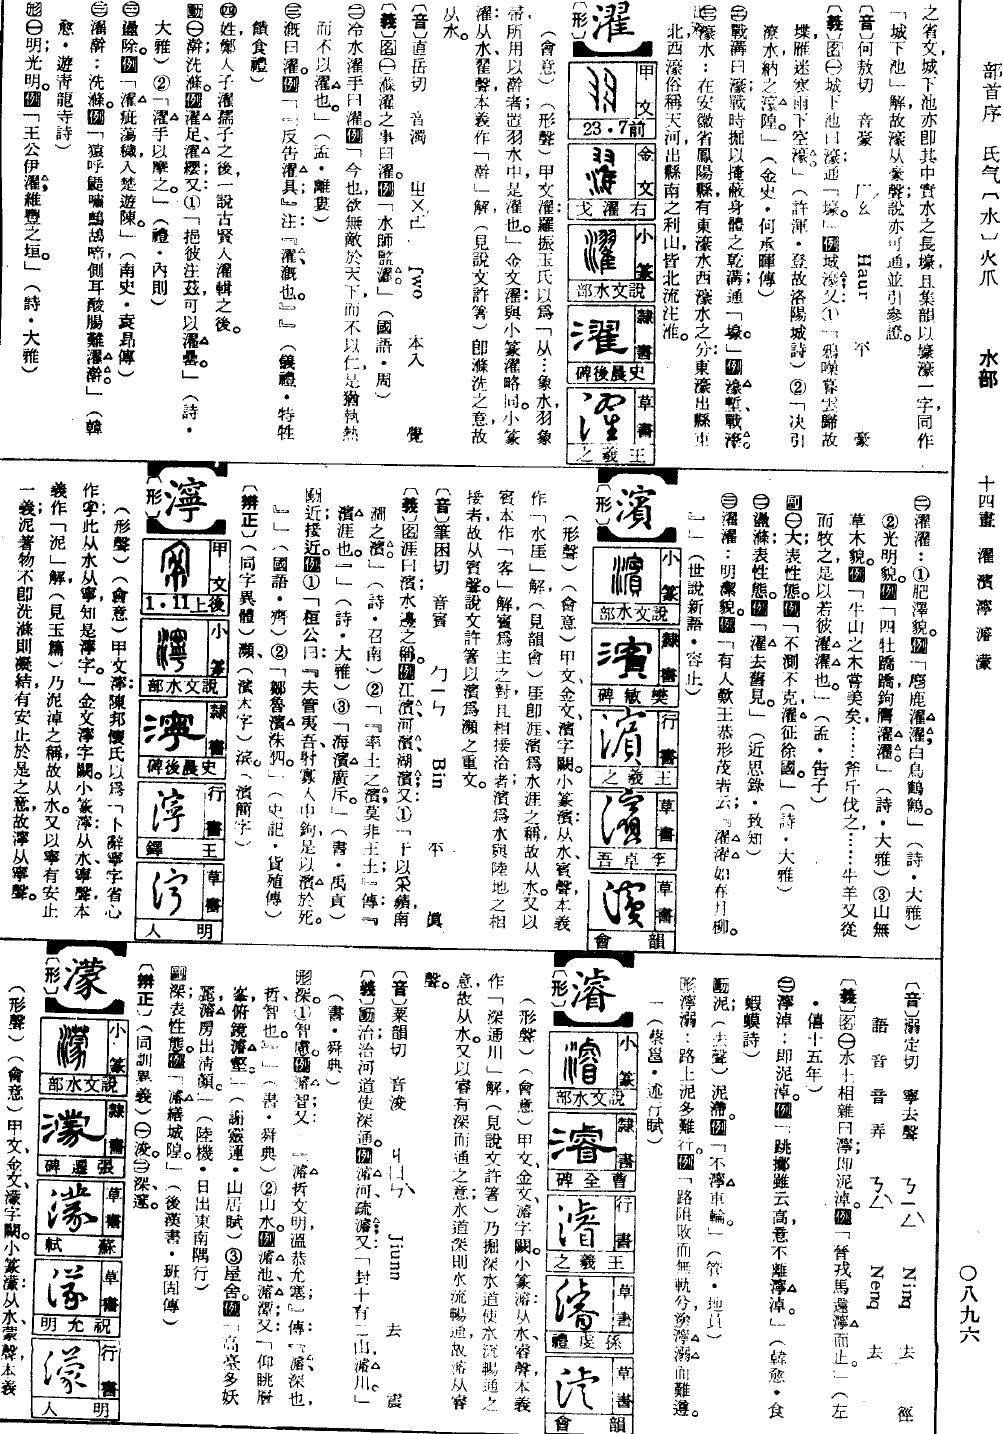 部首序 氏气〔水〕火爪 水部 十四畫 濯濱濘濬濛 〇八九六
之省文城下池亦卽其中實水之長壕且集韻以壕濠一字同作
「城下池」解故濠从豪聲說亦可通並引參證。
〔音〕何敖切 音豪 ㄏㄠ Haur 平 豪
〔義〕名㊀城下池曰濠通「壕。」例城濠又①「鴉噪暮雲歸故
堞雁迷寒雨下空濠。」(許渾・登故洛陽城詩)②「決引
潦水納之濠隍。」(金史・何承暉傳)
㊁戰溝曰濠戰時掘以掩蔽身體之乾溝通「壕。」例濠塹、戰濠。
㊂濠水:在安徽省鳳陽縣,有東濠水西濠水之分:東濠出縣東
北西濠俗稱天河出縣南之利山皆北流注淮。
濯
〔形〕
甲文 前23・7
金文 右濯戈
小篆 說文水部
隸書 史晨後碑
草書 王羲之
(會意)(形聲)甲文濯:羅振玉氏以爲「从…象水羽象
帚,所用以澣者置羽水中是濯也。」金文濯:與小篆濯略同。小篆
濯:从水翟聲本義作「澣」解(見說文許箸)卽滌洗之意故
从水。
〔音〕直岳切 音濁 ㄓㄨㄛ Jwo 本入 覺
〔義〕名㊀滌濯之事曰濯。例「水師監濯。」(國語・周)
㊁冷水濯手曰濯。例「今也欲無敵於天下而不以仁是猶執熱
而不以濯也。」(孟・離婁)
㊂漑曰濯。例「…反吿濯具。』注『濯,漑也。』」(儀禮・特牲
饋食禮)
㊃姓鄭人子濯孺子之後,一說古賢人濯輯之後。
動㊀澣,洗滌。例濯足、濯纓;又①「挹彼注茲可以濯罍。」(詩・
大雅)②「濯手以摩之」(禮・內則)
㊁盪除。例「濯疵蕩穢入楚遊陳」(南史・袁昂傳)
㊂濯澣:洗滌。例「猿呼鼯嘯鷓鴣啼側耳酸腸難濯澣。」(韓
愈・遊靑龍寺詩)
形㊀明光明。例「王公伊濯,維豐之垣。」(詩・大雅)
㊁濯濯:①肥澤貌。例「麀鹿濯濯,白鳥鶴鶴。」(詩・大雅)
②光明貌。例「四牡蹻蹻鉤膺濯濯。」(詩・大雅)③山無
草木貌。例「牛山之木嘗美矣,……斧斤伐之;……牛羊又從
而牧之是以若彼濯濯也。」(孟・吿子)
副㊀大表性態。例「不測不克濯征徐國。」(詩・大雅)
㊁盪滌表性態。例「濯去舊見。」(近思錄・致知)
㊂濯濯:明潔貌。例「有人歎王恭形茂者云『濯濯如春月柳。
』」(世說新語・容止)
濱
〔形〕
小篆 說文水部
隸書 樊敏碑
行書 王羲之
草書 李卓吾
草書 韻會
(形聲)(會意)甲文、金文、濱字闕。小篆濱:从水、賓聲,本義
作「水厓」解(見韻會)厓卽涯濱爲水涯之稱故从水。又以
賓本作「客」解,賓爲主之對且相接洽者;濱爲水與陸地之相
接者,故从賓聲。說文許箸以濱爲瀕之重文。
〔音〕箄困切 音賓 ㄅㄧㄣ Bin 平 眞
〔義〕名涯曰濱水邊之稱。例江濱、河濱、湖濱;又①「于以采蘋南
澗之濱」(詩・召南)②「『率土之濱,莫非王土』傳『
濱,涯也。』」(詩・大雅)③「海濱廣斥。」(書・禹貢)
動近接近。例①「桓公曰『夫管夷吾射寡人中鉤是以濱於死。
』」(國語・齊)②「鄒魯濱洙泗。」(史記・貨殖傳)
〔辨正〕(同字異體)瀕(濱本字)浜(濱簡字)
濘
〔形〕
甲文 後上11・1
小篆 說文水部
隸書 史晨後碑
行書 王鐸
草書 明人
(形聲)(會意)甲文濘:陳邦懷氏以爲「卜辭寧字省心
作字,此从水从寧知是濘字。」金文濘字闕。小篆濘:从水寧聲本
義作「泥」解(見玉篇)乃泥淖之稱故从水。又以寧有安止
一義,泥著物不卽洗滌則凝結有安止於是之意,故濘从寧聲。
〔音〕溺定切 寧去聲 ㄋㄧㄥ Ning 去 徑
語音音弄 ㄋㄥ Neng 去
〔義〕名㊀水土相雜曰濘,卽泥淖。例「晉戎馬還濘而止。」(左
・僖十五年)
㊁濘淖:卽泥淖。例「跳擲雖云高意不離濘淖。」(韓愈・食
蝦蟆詩)
動泥(去聲)泥滯。例「不濘車輪。」(管・地員)
形濘溺:路上泥多難行。例「路阻敗而無軌兮,塗濘溺而難遵。
」(蔡邕・述行賦)
濬
〔形〕
小篆 說文水部
隸書 曹全碑
行書 王羲之
草書 孫虔禮
草書 韻會
(形聲)(會意)甲文、金文、濬字闕。小篆濬:从水睿聲,本義
作「深通川」解(見說文許箸)乃掘深水道使水流暢通之
意故从水。又以睿有深而通之意;水道深則水流暢通,故濬从睿
聲。
〔音〕粟韻切 音浚 ㄐㄩㄣ Jiunn 去 震
〔義〕動治治河道使深通。例濬河、疏濬;又「封十有二山,濬川」
(書・舜典)
形深。①智慮。例濬智;又「『濬哲文明,溫恭允塞。』傳『濬,深也,
哲,智也。』」(書・舜典)②山水。例濬池、濬潭;又「仰眺曆
峯俯鏡濬壑。」(謝靈運・山居賦)③屋舍。例「高臺多妖
麗,濬房出淸顏。」(陸機・日出東南隅行)
副深表性態。例「濬繕城隍。」(後漢書・班固傳)
〔辨正〕(同訓異義)㊀浚㊁深邃。
濛
〔形〕
小篆 說文水部
隸書 張遷碑
草書 蘇軾
草書 祝允明
行書 明人
(形聲)(會意)甲文、金文、濛字闕。小篆濛:从水,蒙聲,本義